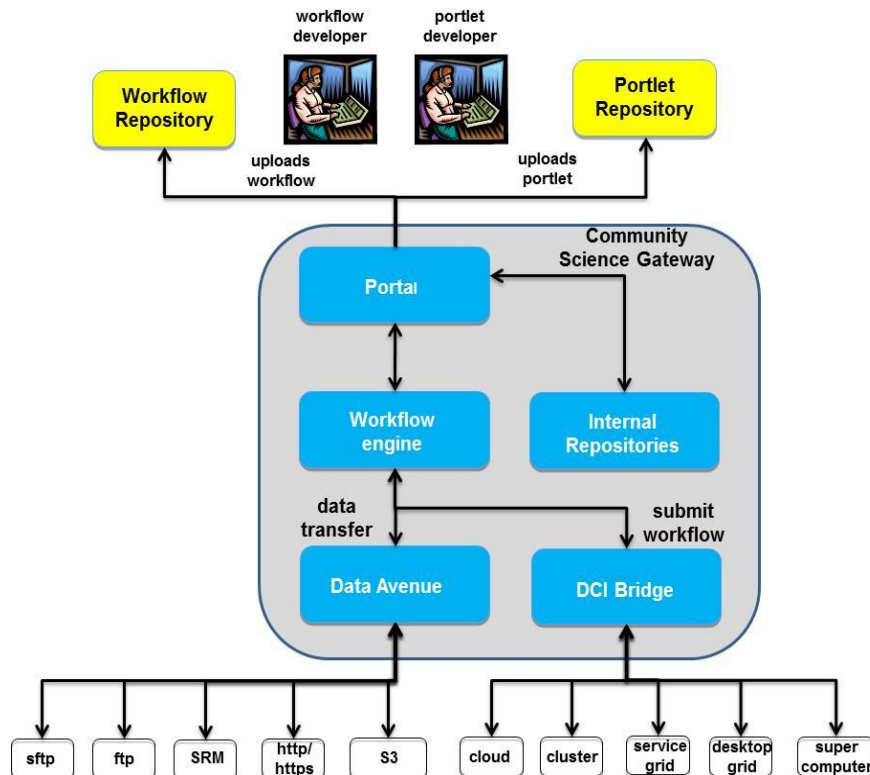 workflow
developer
portlet
developer
Workflow
Repository
Portlet
Repository
uploads
workflow
uploads
portlet
Community
Science Gateway
Portal
Workflow
engine
Internal
Repositories
data
transfer
submit
workflow
Data Avenue
DCI Bridge
sftp
ftp
SRM
http/
https
S3
cloud
cluster
service
grid
desktop
grid
super
computer